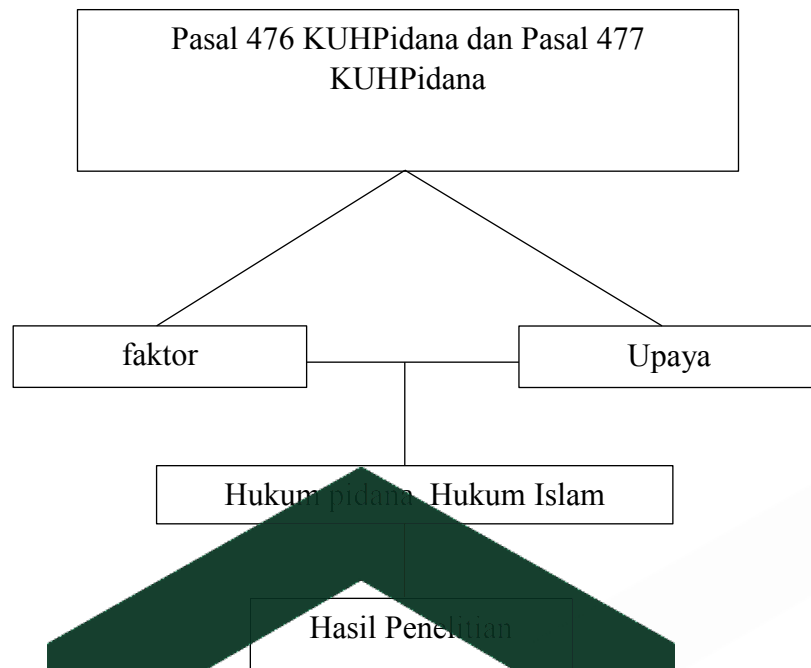 Pasal 476 KUHPidana dan Pasal 477
KUHPidana
faktor
Upaya
Hukum pidana Hukum Islam
Hasil Penelitian